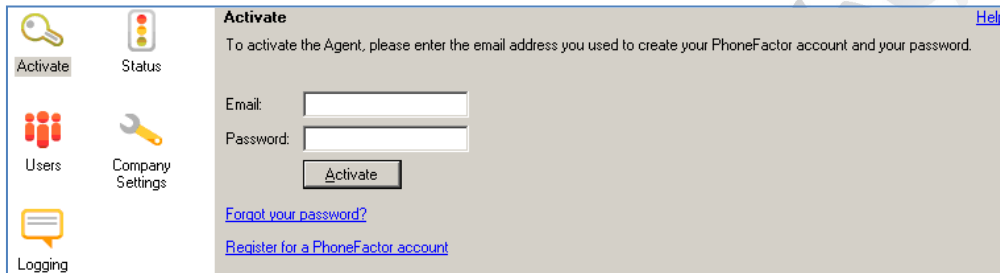 Activate
Status
Users
Company
Settings
Logging
Activate
Help
To activate the Agent, please enter the email address you used to create your PhoneFactor account and your password.
Email:
Password:
Activate
Forgot your password?
Register for a PhoneFactor account